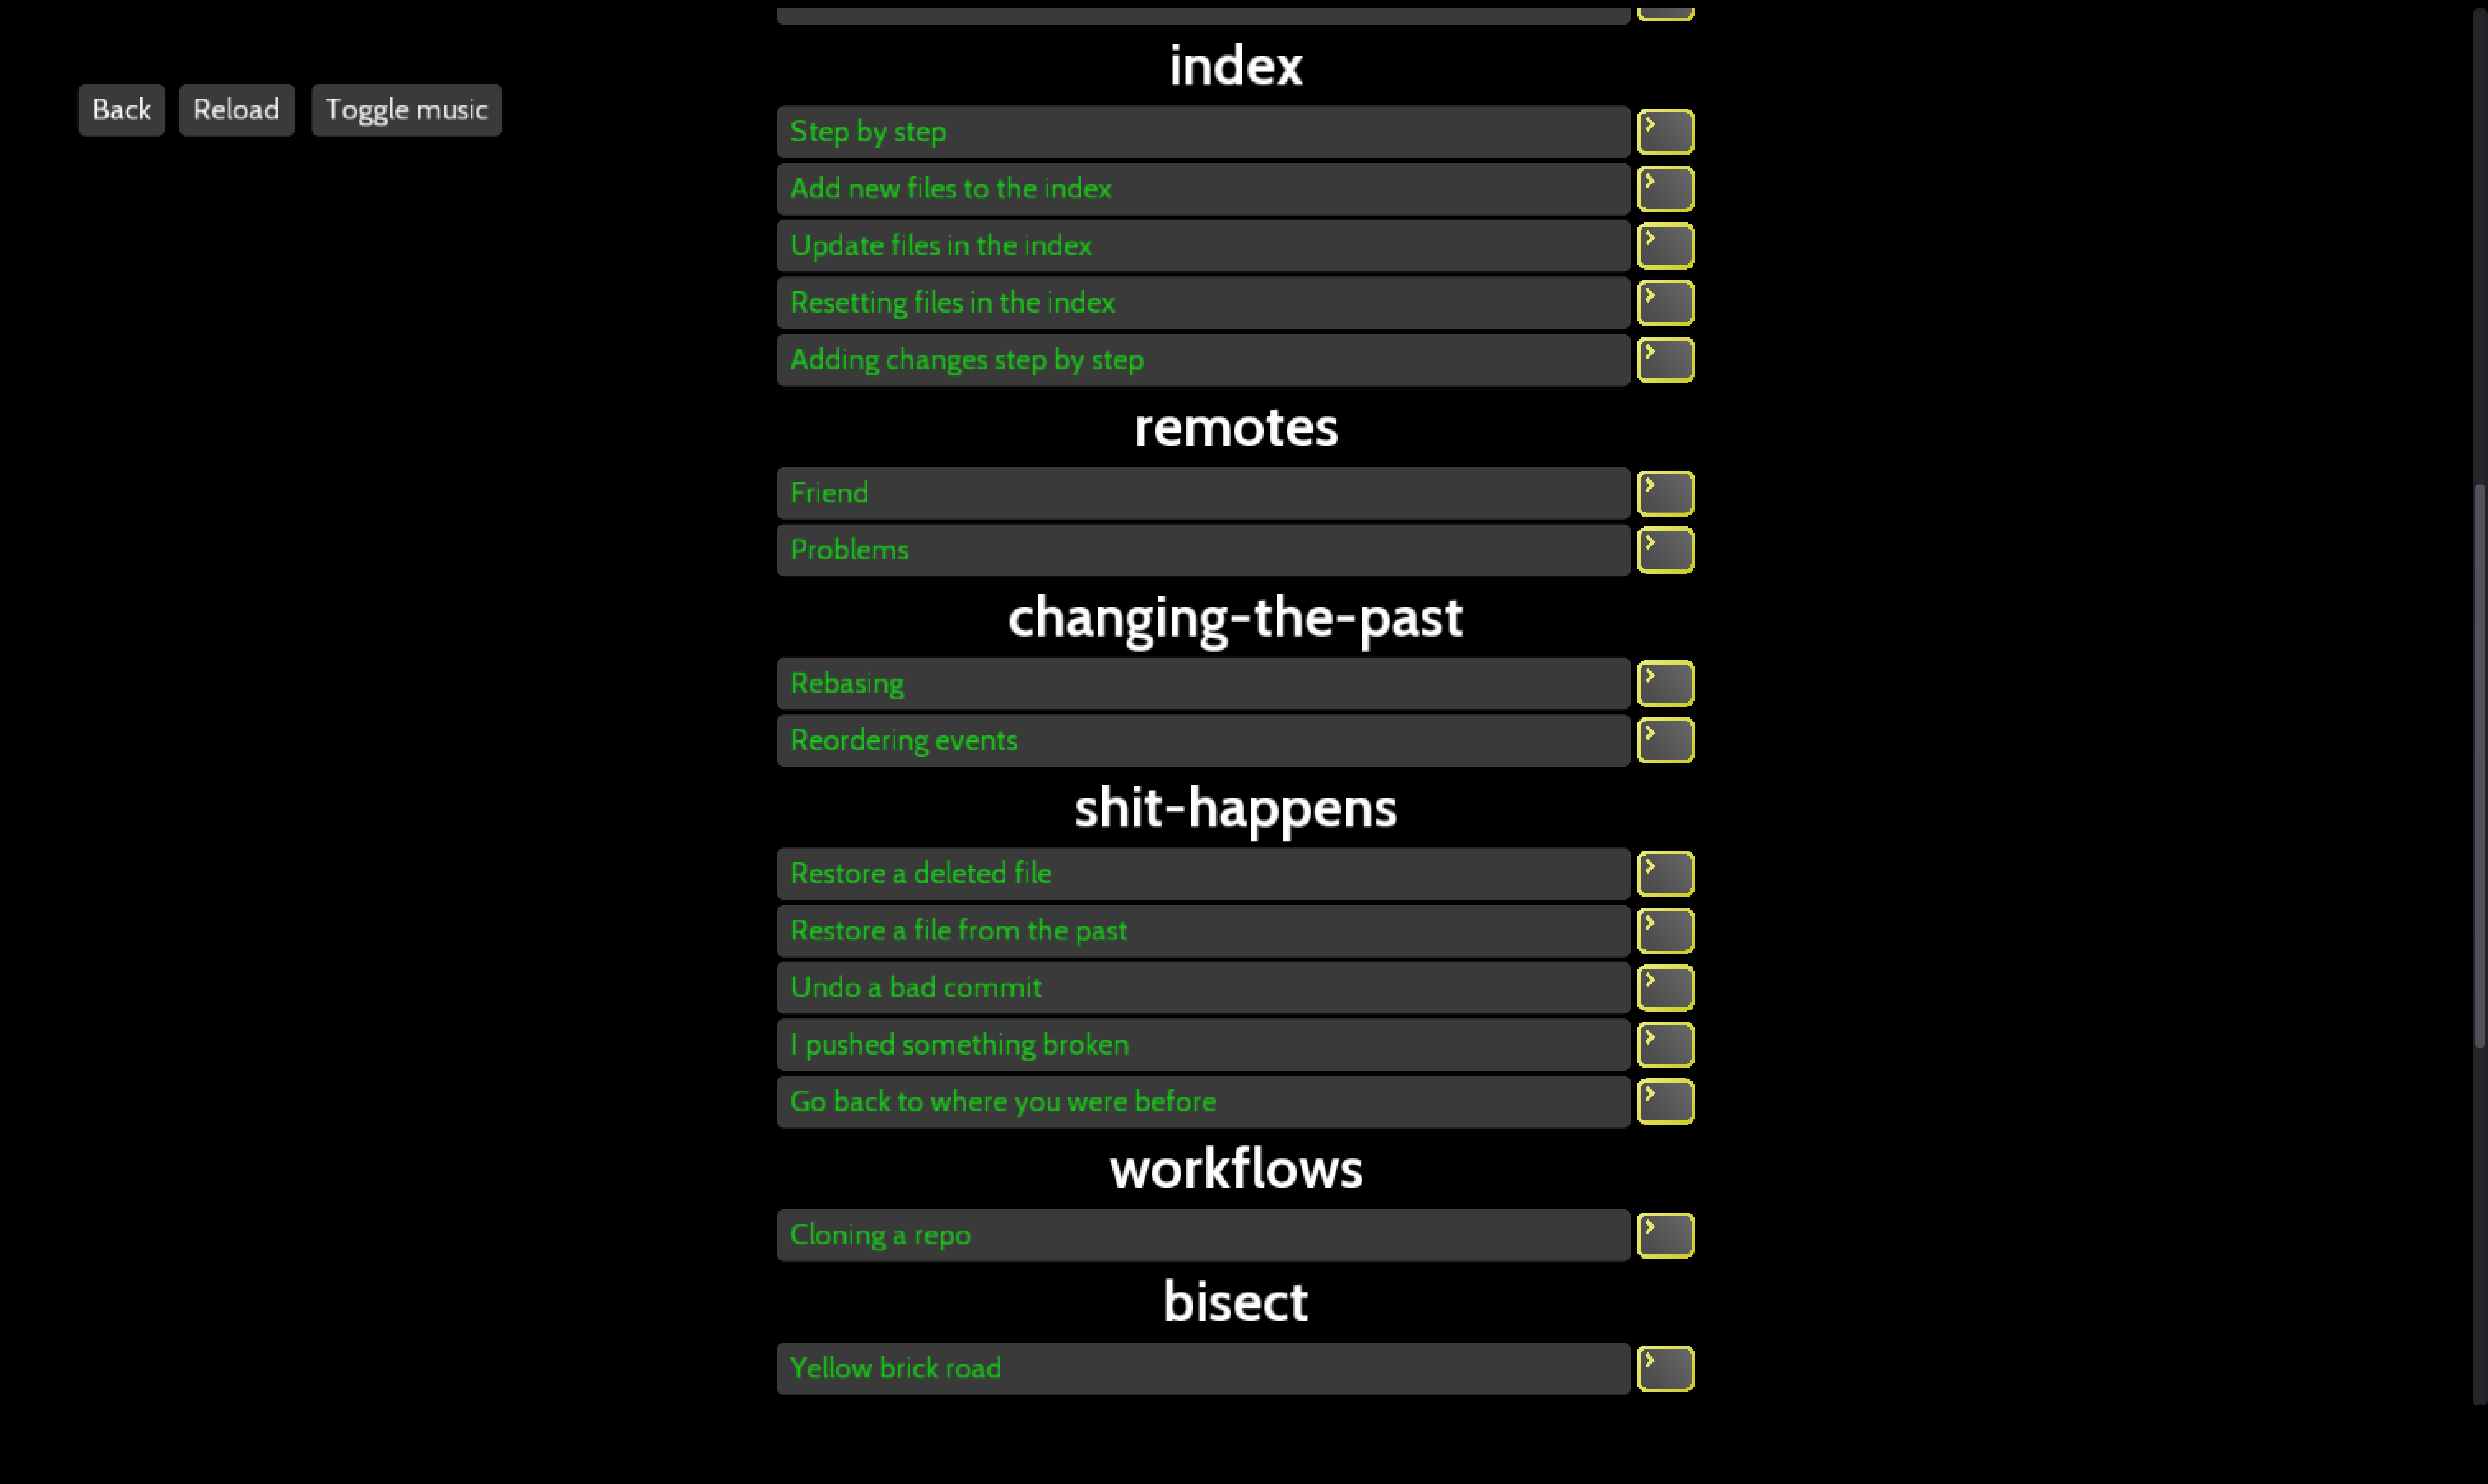 index
Back
Reload
Toggle music
Step by step
Add new files to the index
Update files in the index
Resetting files in the index
Adding changes step by step
remotes
Friend
Problems
changing-the-past
Rebasing
Reordering events
shit-happens
Restore a deleted file
Restore a file from the past
Undo a bad commit
I pushed something broken
Go back to where you were before
workflows
Cloning a repo
bisect
Yellow brick road